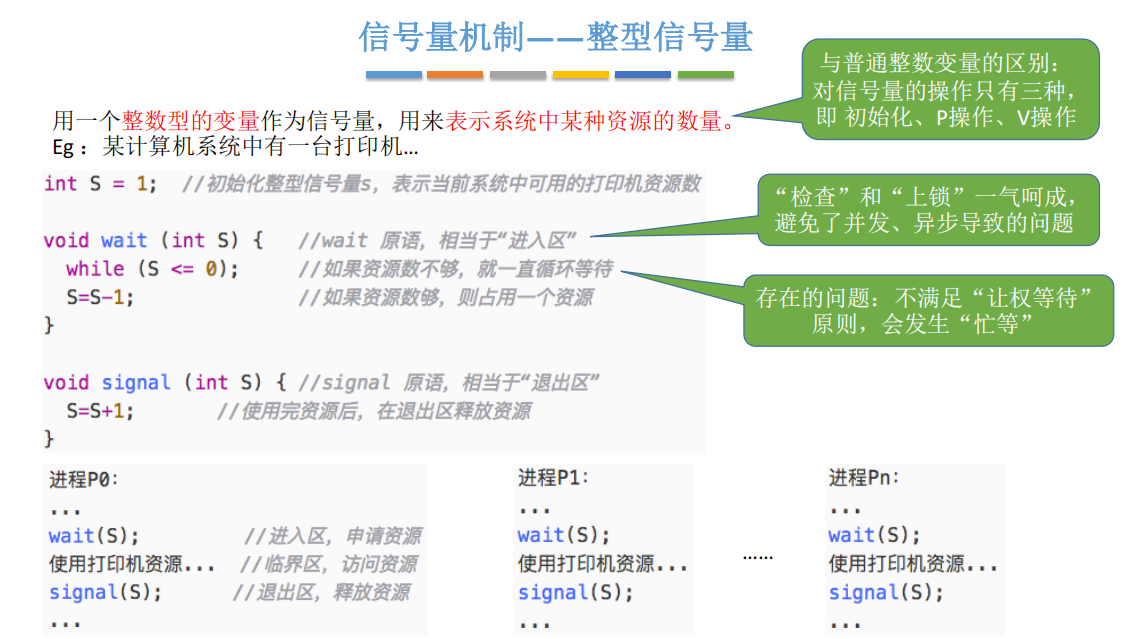 信号量机制——整型信号量
与普通整数变量的区别：
对信号量的操作只有三种，
即 初始化、P操作、V操作
用一个整数型的变量作为信号量，用来表示系统中某种资源的数量。
Eg：某计算机系统中有一台打印机…
int S = 1;  //初始化整型信号量s，表示当前系统中可用的打印机资源数
“检查”和“上锁”一气呵成，
避免了并发、异步导致的问题
void wait (int S) {   //wait 原语，相当于“进入区”
while (S <= 0);     //如果资源数不够，就一直循环等待
S=S-1;              //如果资源数够，则占用一个资源
}
存在的问题：不满足“让权等待”
原则，会发生“忙等”
void signal (int S) { //signal 原语，相当于“退出区”
S=S+1;       //使用完资源后，在退出区释放资源
}
进程P0：
...
wait(S);         //进入区，申请资源
使用打印机资源...  //临界区，访问资源
signal(S);      //退出区，释放资源
...
进程P1：
...
wait(S);
使用打印机资源...
signal(S);
...
……
进程Pn：
...
wait(S);
使用打印机资源...
signal(S);
...